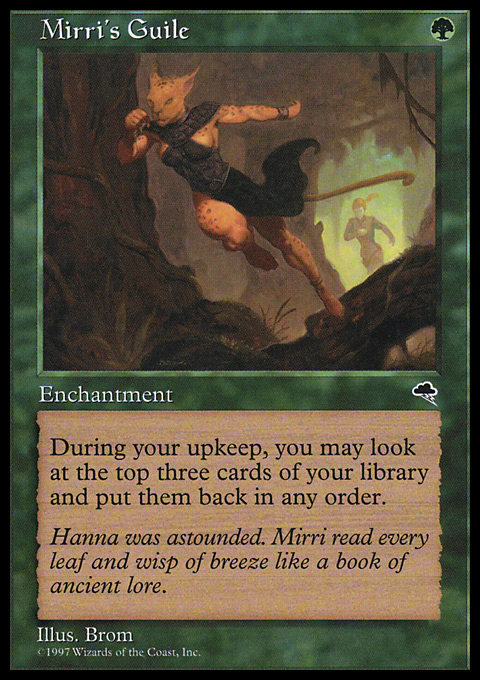 Mirri's Guile
Enchantment
During your upkeep, you may look
at the top three cards of your library
and put them back in any order.
Hanna was astounded. Mirri read every
leaf and wisp of breeze like a book of
ancient lore.
Illus. Brom
©1997 Wizards of the Coast, Inc.